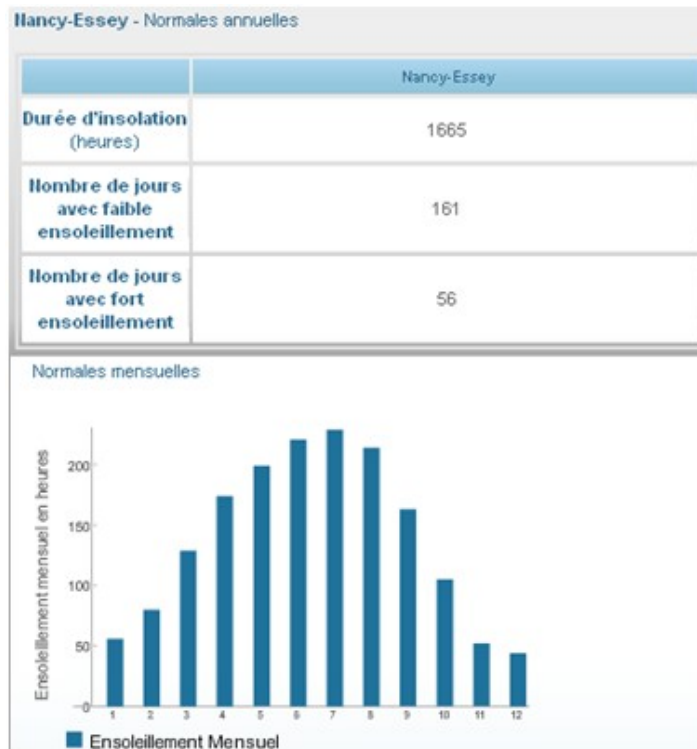 Nancy-Essey - Normales annuelles
Nancy-Essey
Durée d'insolation
(heures)
1665
Nombre de jours
avec faible
ensoleillement
161
Nombre de jours
avec fort
ensoleillement
56
Normales mensuelles
Ensoleillement mensuel en heures
200
150
100
50
0
1 2 3 4 5 6 7 8 9 10 11 12
Ensoleillement Mensuel